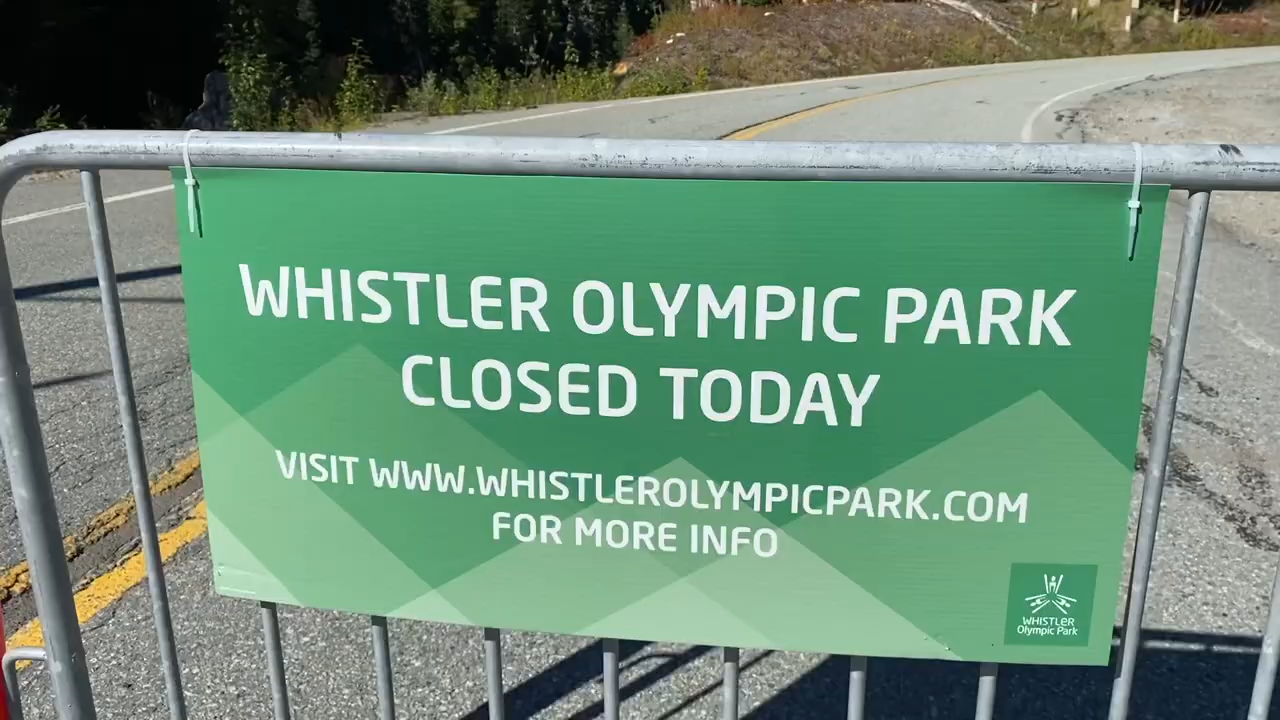 WHISTLER OLYMPIC PARK
CLOSED TODAY
VISIT WWW.WHISTLEROLYMPICPARK.COM
FOR MORE INFO
WHISTLER
Olympic Park